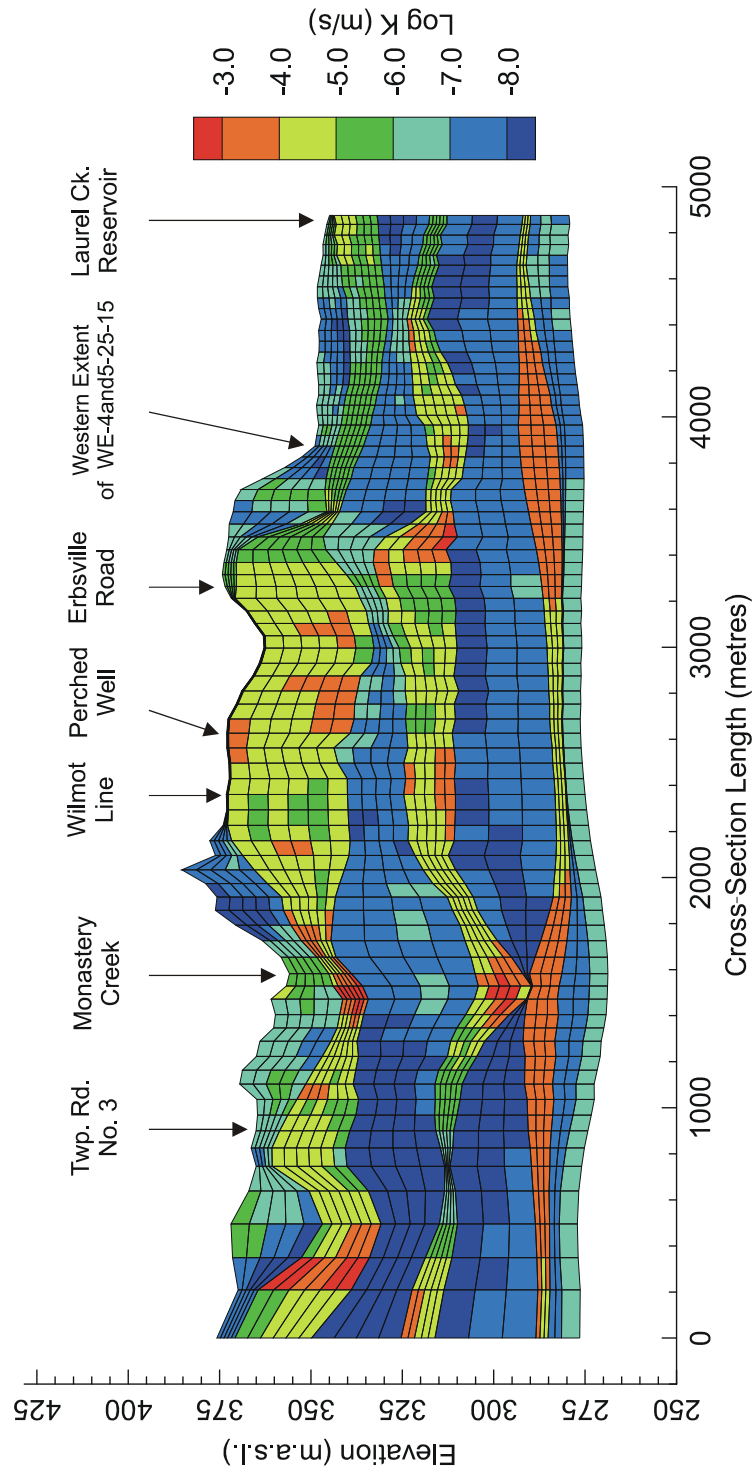 Twp. Rd.
No. 3
Monastery
Creek
Wilmot
Line
Perched
Well
Erbsville
Road
Western Extent
of WE-4and5-25-15
Laurel Ck.
Reservoir
425
400
375
350
325
300
275
250
Elevation (m.a.s.l.)
0
1000
2000
3000
4000
5000
Cross-Section Length (metres)
-3.0
-4.0
-5.0
-6.0
-7.0
-8.0
Log K (m/s)